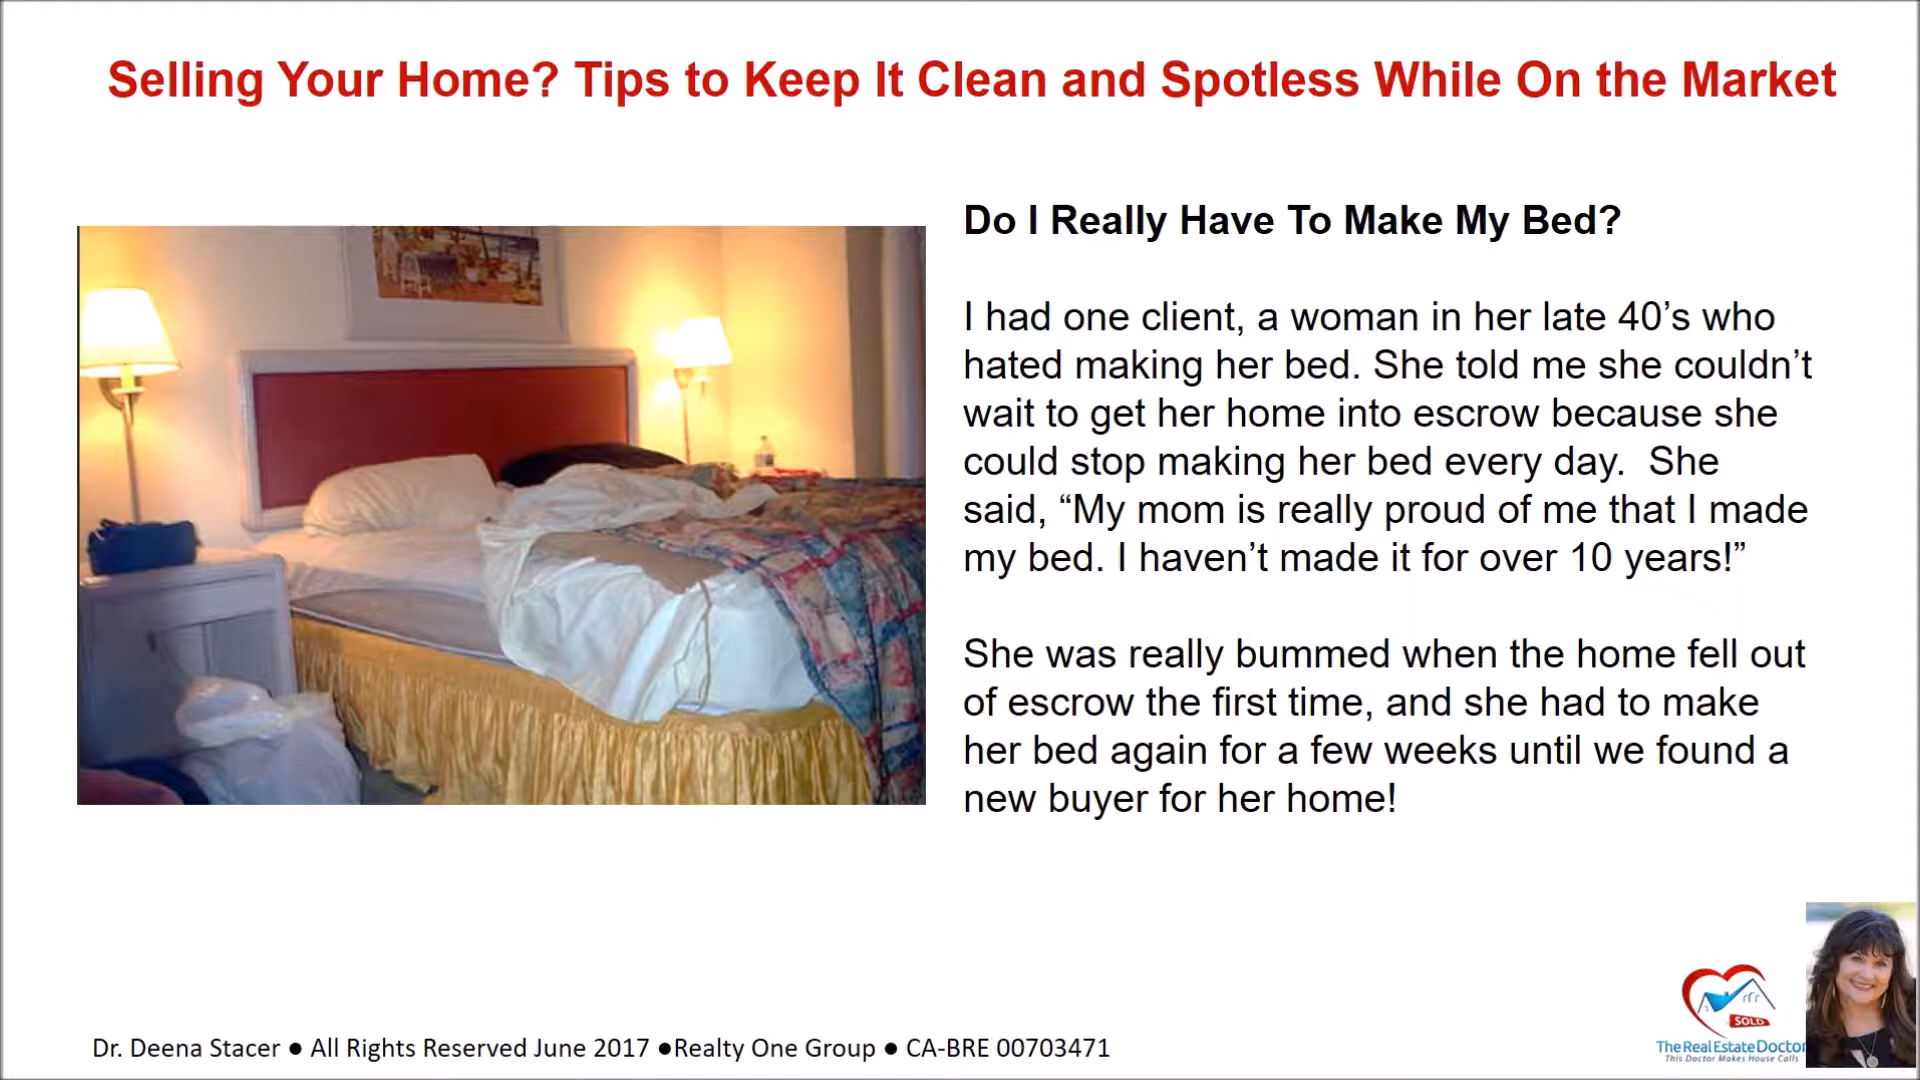 Selling Your Home? Tips to Keep It Clean and Spotless While On the Market
Do I Really Have To Make My Bed?
I had one client, a woman in her late 40’s who
hated making her bed. She told me she couldn’t
wait to get her home into escrow because she
could stop making her bed every day.  She
said, “My mom is really proud of me that I made
my bed. I haven’t made it for over 10 years!”
She was really bummed when the home fell out
of escrow the first time, and she had to make
her bed again for a few weeks until we found a
new buyer for her home!
SOLD
TheRealEstateDoctor
This Doctor Makes House Calls
Dr. Deena Stacer ● All Rights Reserved June 2017 ●Realty One Group ● CA-BRE 00703471